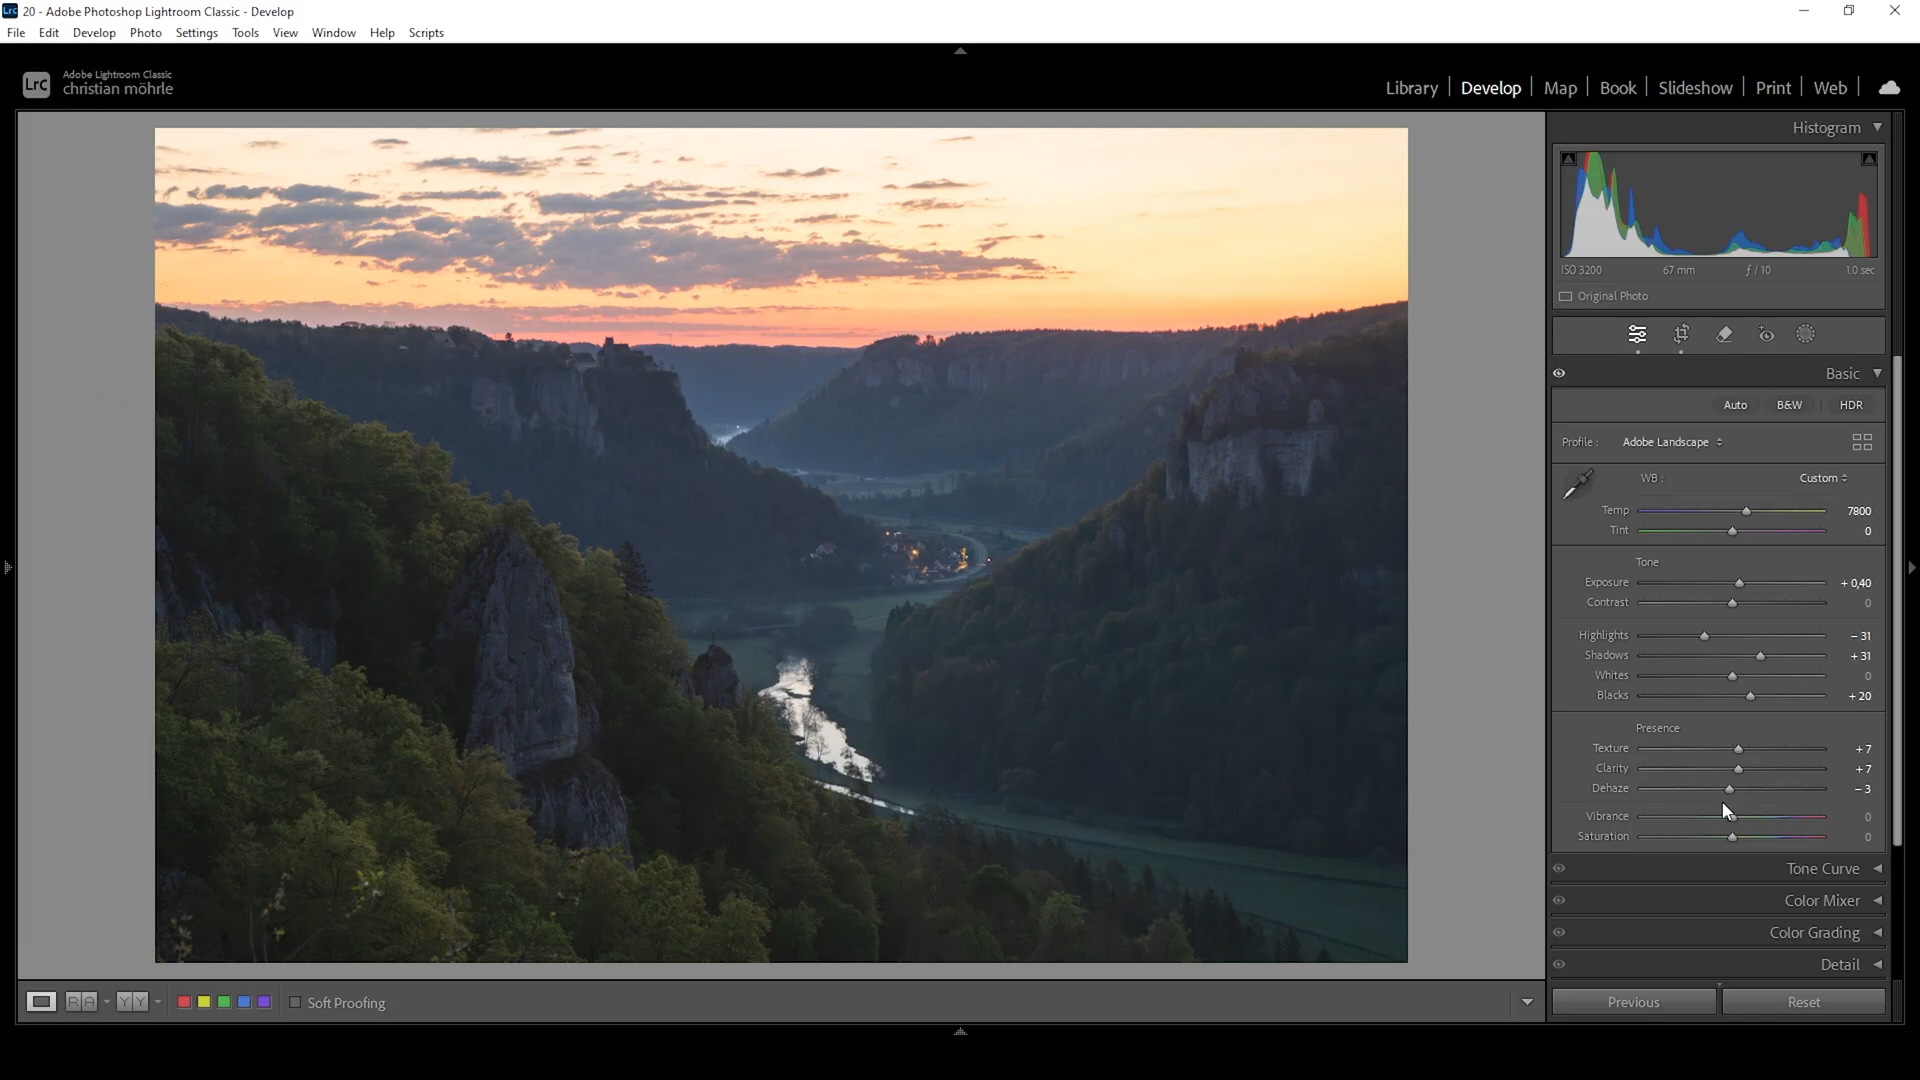 Lrc 20 - Adobe Photoshop Lightroom Classic - Develop
File Edit Develop Photo Settings Tools View Window Help Scripts
Lrc Adobe Lightroom Classic
christian möhrle
Library Develop Map Book Slideshow Print Web
Histogram
ISO 3200 67 mm ƒ / 10 1.0 sec
Original Photo
Basic
Auto B&W HDR
Profile : Adobe Landscape
WB : Custom
Temp 7800
Tint 0
Tone
Exposure + 0,40
Contrast 0
Highlights – 31
Shadows + 31
Whites 0
Blacks + 20
Presence
Texture + 7
Clarity + 7
Dehaze – 3
Vibrance 0
Saturation 0
Tone Curve
Color Mixer
Color Grading
Detail
R A Y Y Soft Proofing Previous Reset